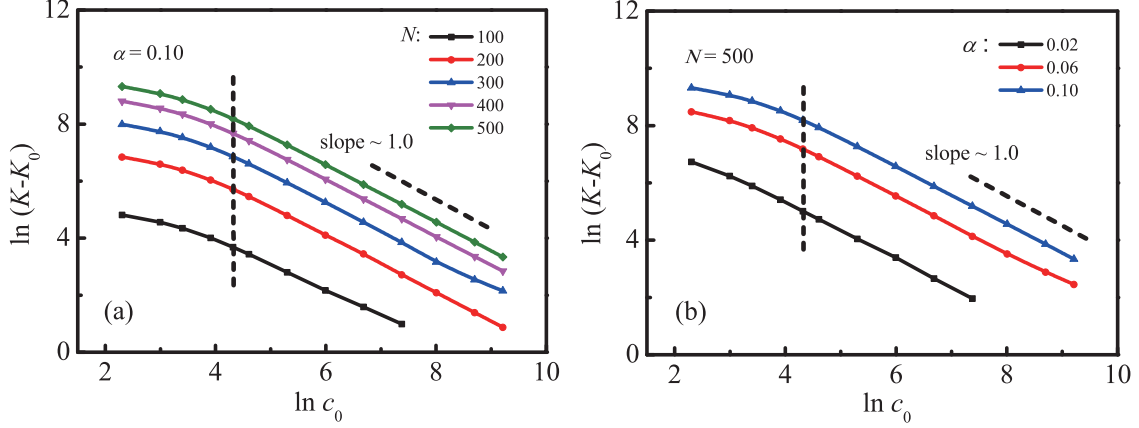 12
8
4
0
ln (K-K₀)
α = 0.10
N:
100
200
300
400
500
slope ~ 1.0
(a)
2 4 6 8 10
ln c₀
12
8
4
0
ln (K-K₀)
N = 500
α :
0.02
0.06
0.10
slope ~ 1.0
(b)
2 4 6 8 10
ln c₀